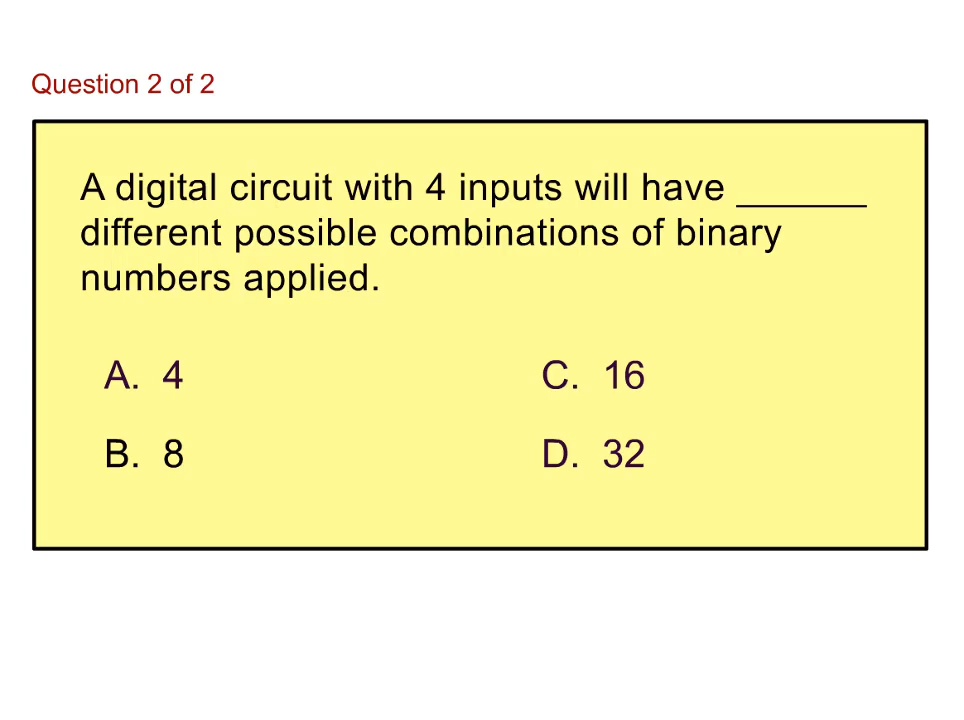 Question 2 of 2
A digital circuit with 4 inputs will have ______
different possible combinations of binary
numbers applied.
A. 4
C. 16
B. 8
D. 32